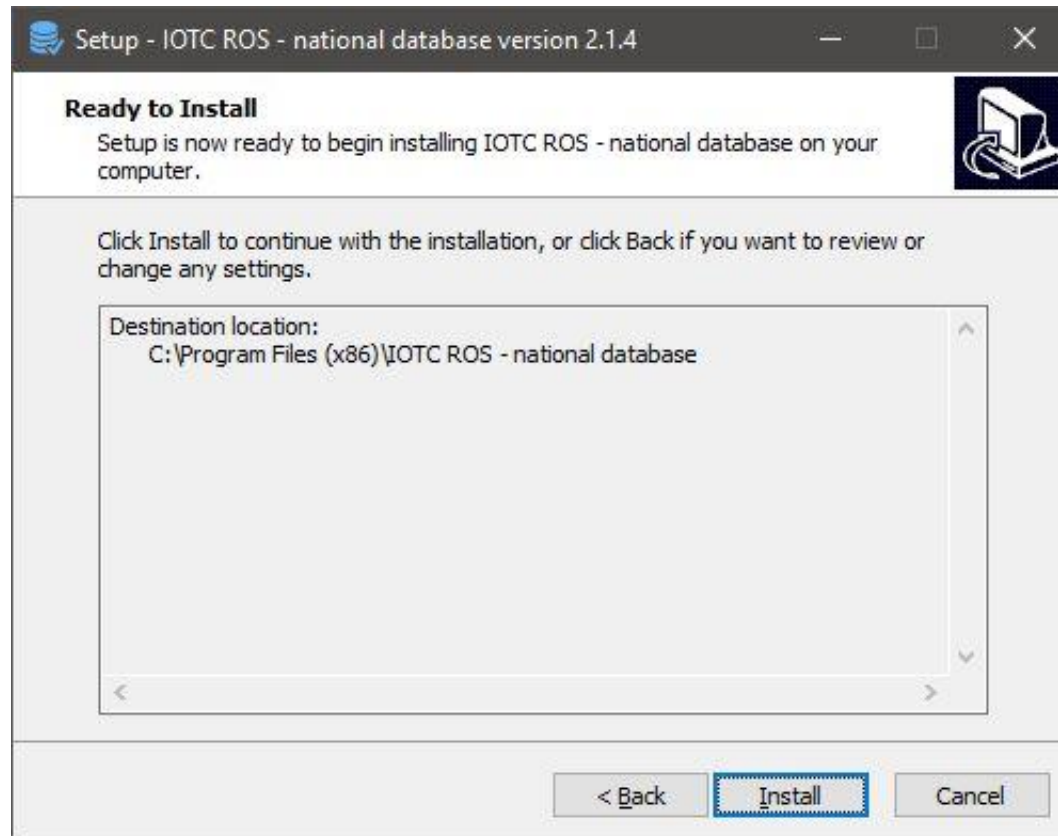 Setup - IOTC ROS - national database version 2.1.4
Ready to Install
Setup is now ready to begin installing IOTC ROS - national database on your
computer.
Click Install to continue with the installation, or click Back if you want to review or
change any settings.
Destination location:
C:\Program Files (x86)\IOTC ROS - national database
< Back
Install
Cancel